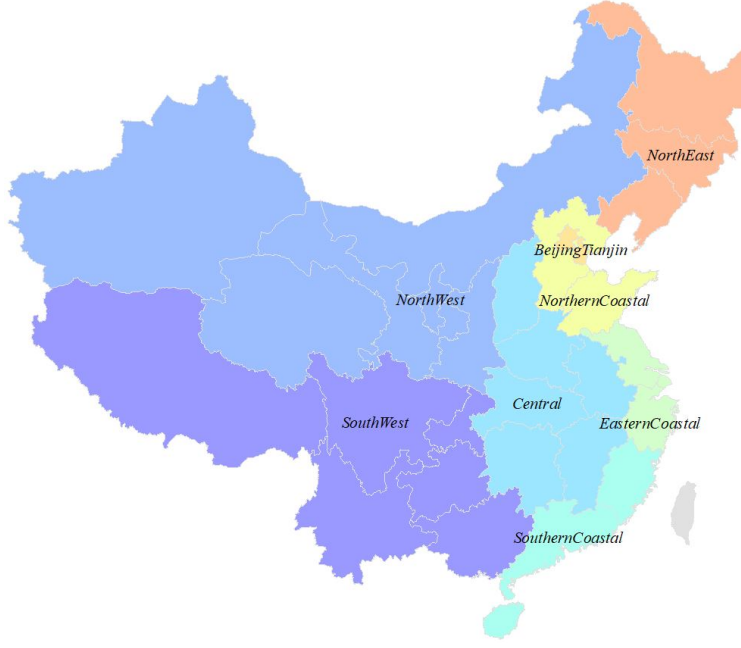 NorthEast
BeijingTianjin
NorthWest
NorthernCoastal
Central
SouthWest
EasternCoastal
SouthernCoastal